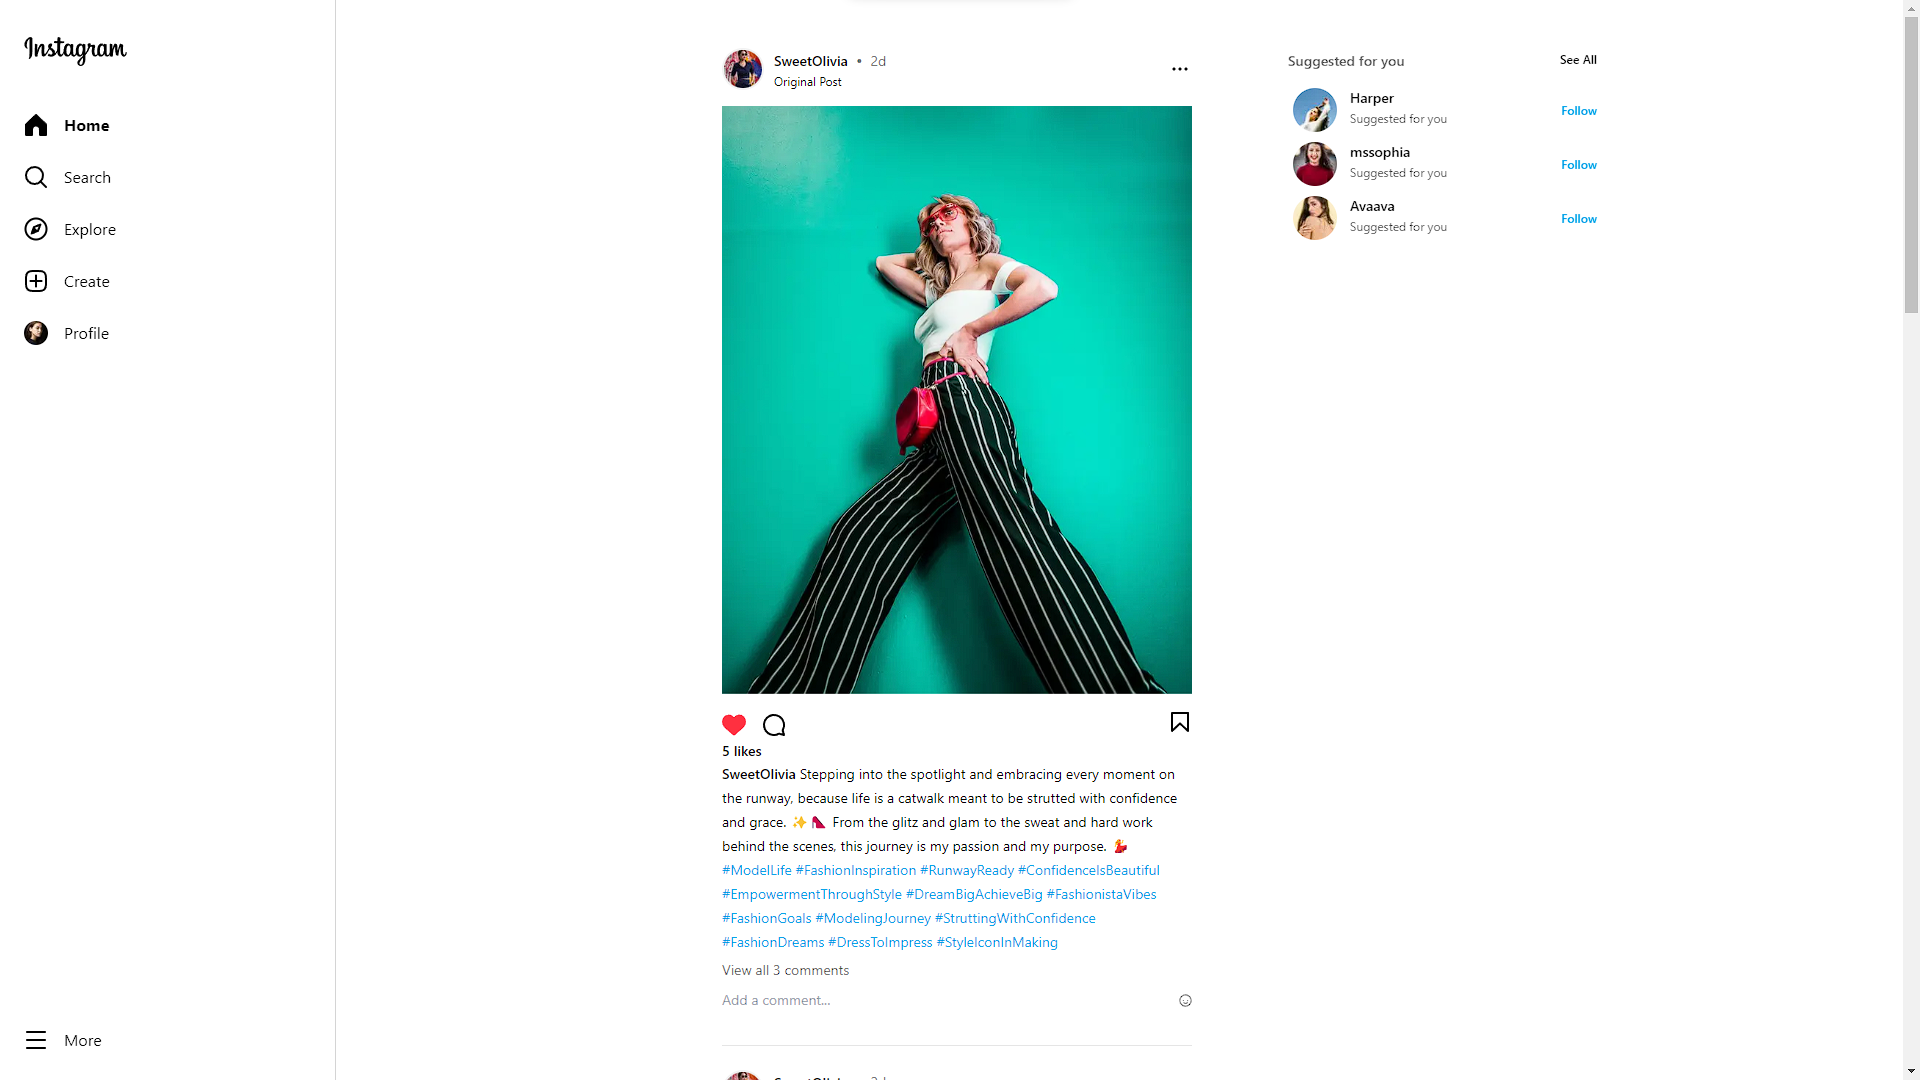 Instagram
Home
Search
Explore
Create
Profile
More
SweetOlivia • 2d
Original Post
5 likes
SweetOlivia Stepping into the spotlight and embracing every moment on
the runway, because life is a catwalk meant to be strutted with confidence
and grace. ✨👠 From the glitz and glam to the sweat and hard work
behind the scenes, this journey is my passion and my purpose. 💃
#ModelLife #FashionInspiration #RunwayReady #ConfidenceIsBeautiful
#EmpowermentThroughStyle #DreamBigAchieveBig #FashionistaVibes
#FashionGoals #ModelingJourney #StruttingWithConfidence
#FashionDreams #DressToImpress #StyleIconInMaking
View all 3 comments
Add a comment...
Suggested for you
See All
Harper
Suggested for you
Follow
mssophia
Suggested for you
Follow
Avaava
Suggested for you
Follow